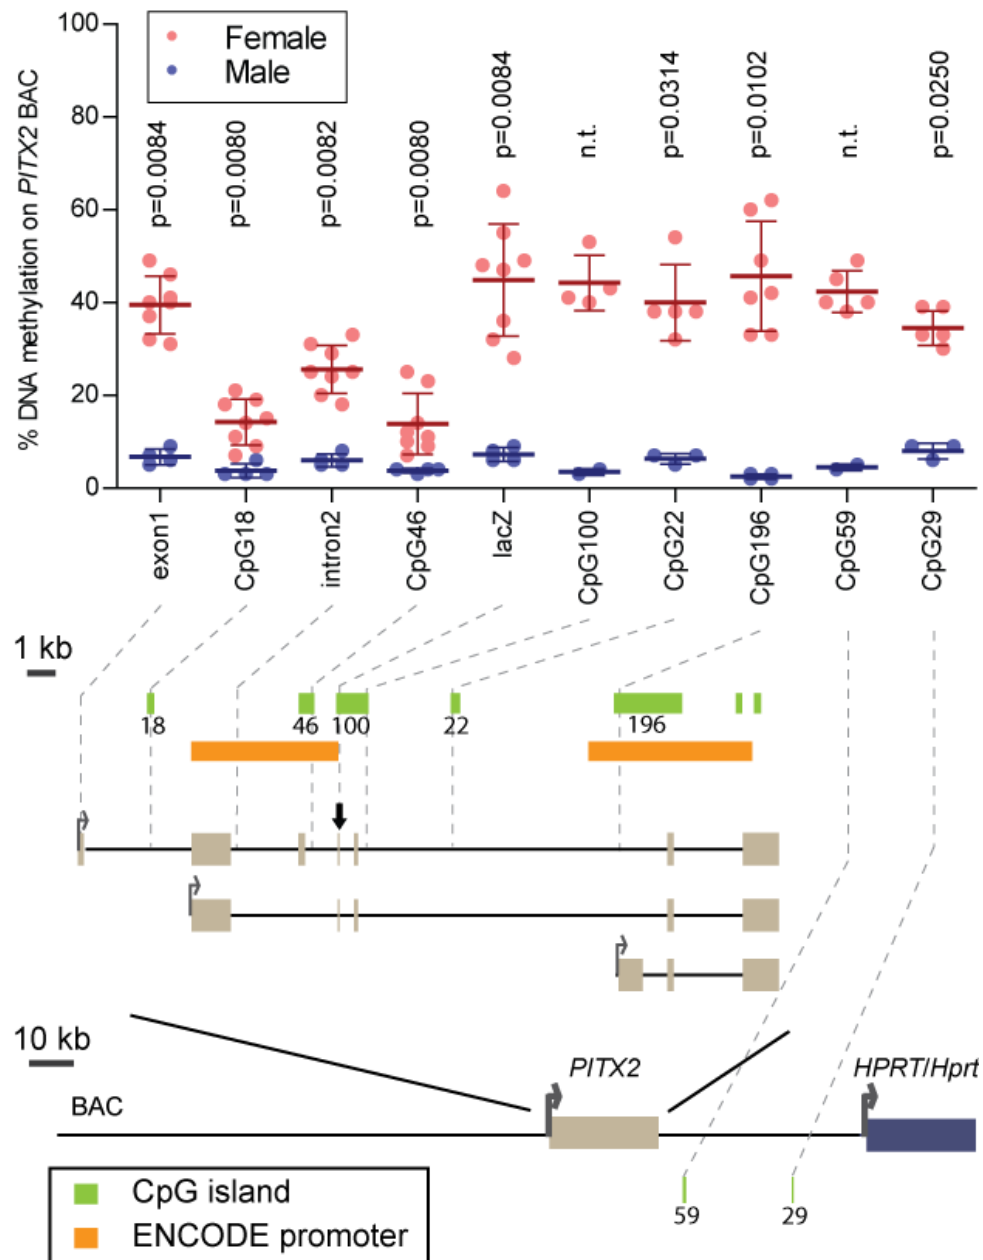 100
80
60
40
20
0
% DNA methylation on PITX2 BAC
Female
Male
p=0.0084
p=0.0080
p=0.0082
p=0.0080
p=0.0084
n.t.
p=0.0314
p=0.0102
n.t.
p=0.0250
exon1
CpG18
intron2
CpG46
lacZ
CpG100
CpG22
CpG196
CpG59
CpG29
1 kb
18
46
100
22
196
10 kb
PITX2
HPRT/Hprt
BAC
CpG island
ENCODE promoter
59
29